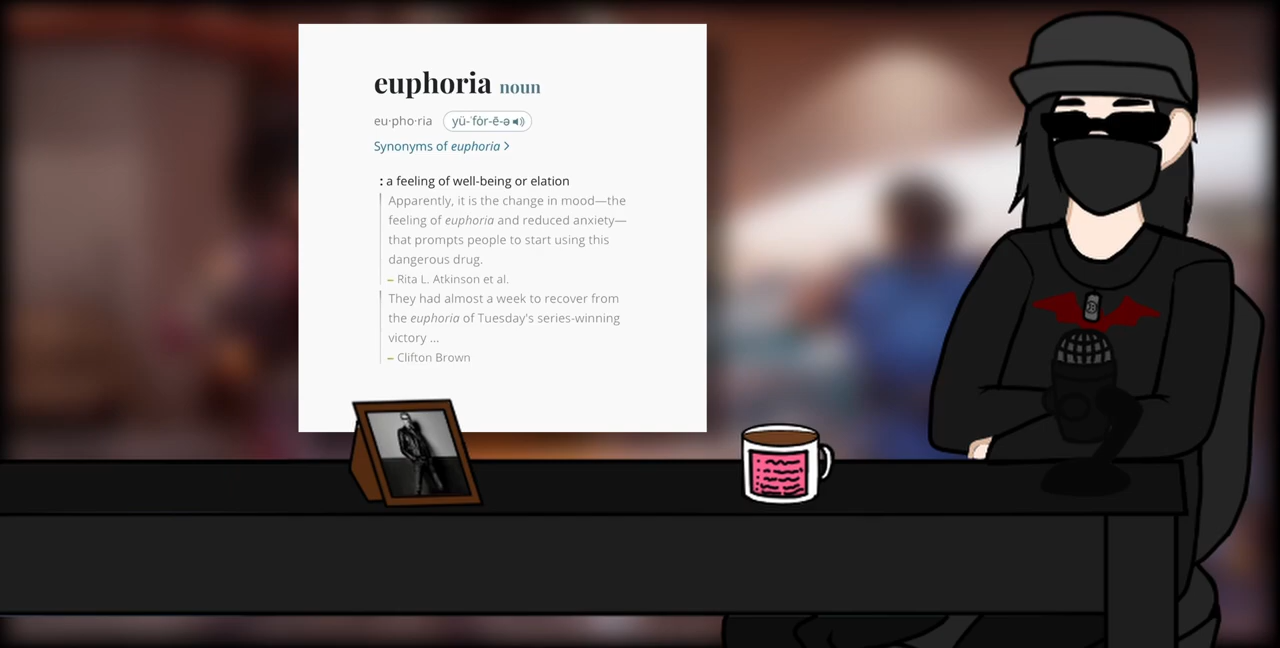 euphoria noun
eu·pho·ria yü-ˈfȯr-ē-ə
Synonyms of euphoria
: a feeling of well-being or elation
Apparently, it is the change in mood—the
feeling of euphoria and reduced anxiety—
that prompts people to start using this
dangerous drug.
– Rita L. Atkinson et al.
They had almost a week to recover from
the euphoria of Tuesday's series-winning
victory ...
– Clifton Brown